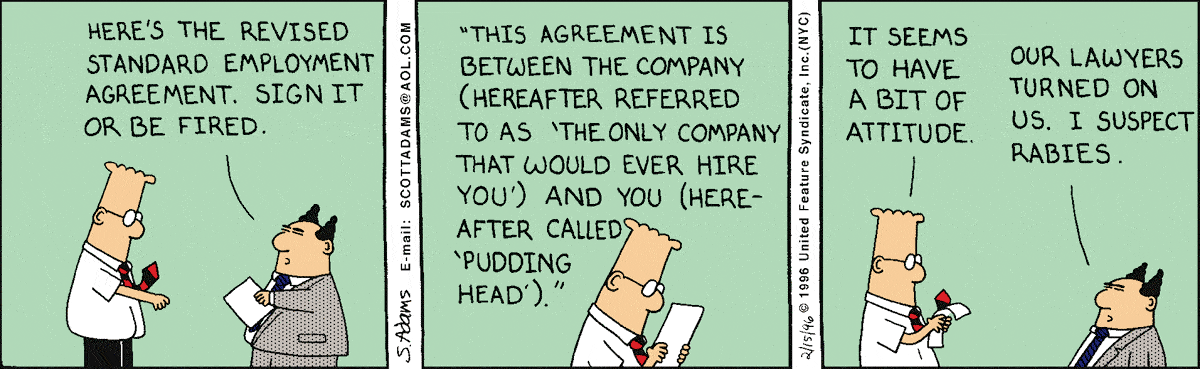 HERE'S THE REVISED
STANDARD EMPLOYMENT
AGREEMENT. SIGN IT
OR BE FIRED.
S.Adams E-mail: SCOTTADAMS@AOL.COM
"THIS AGREEMENT IS
BETWEEN THE COMPANY
(HEREAFTER REFERRED
TO AS 'THE ONLY COMPANY
THAT WOULD EVER HIRE
YOU') AND YOU (HERE-
AFTER CALLED
'PUDDING
HEAD')."
2/15/96 © 1996 United Feature Syndicate, Inc.(NYC)
IT SEEMS
TO HAVE
A BIT OF
ATTITUDE.
OUR LAWYERS
TURNED ON
US. I SUSPECT
RABIES.